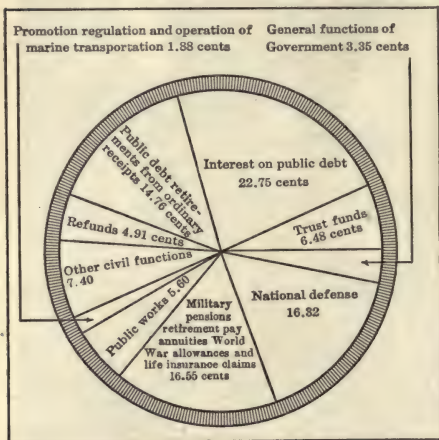 Promotion regulation and operation of
marine transportation 1.88 cents
General functions of
Government 3.35 cents
Public debt retire-
ments from ordinary
receipts 14.76 cents
Interest on public debt
22.75 cents
Trust funds
6.48 cents
Refunds 4.91 cents
Other civil functions
7.40
National defense
16.32
Public works 5.60
Military
pensions
retirement pay
annuities World
War allowances and
life insurance claims
16.55 cents